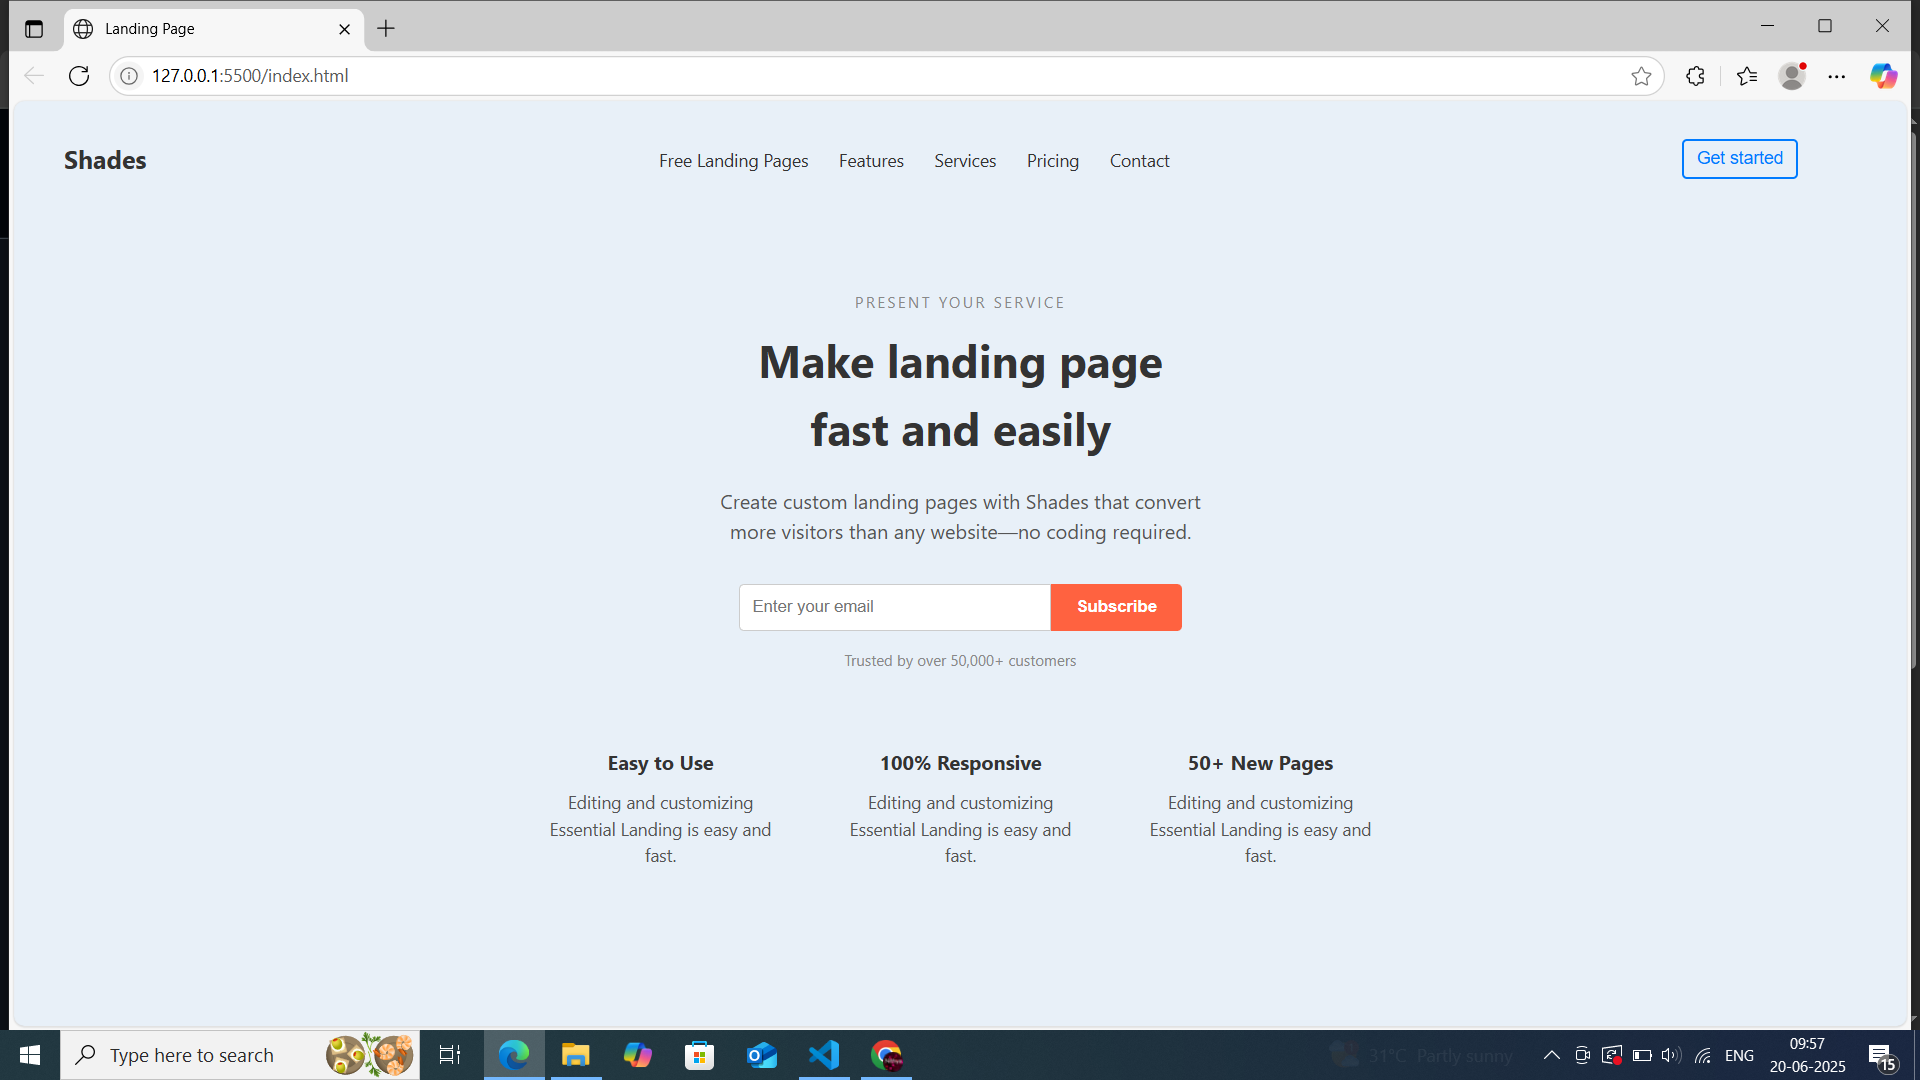 Landing Page
127.0.0.1:5500/index.html
Shades
Free Landing Pages Features Services Pricing Contact
Get started
PRESENT YOUR SERVICE
Make landing page
fast and easily
Create custom landing pages with Shades that convert
more visitors than any website—no coding required.
Enter your email
Subscribe
Trusted by over 50,000+ customers
Easy to Use
Editing and customizing
Essential Landing is easy and
fast.
100% Responsive
Editing and customizing
Essential Landing is easy and
fast.
50+ New Pages
Editing and customizing
Essential Landing is easy and
fast.
Type here to search
31°C Partly sunny
ENG
09:57
20-06-2025
15